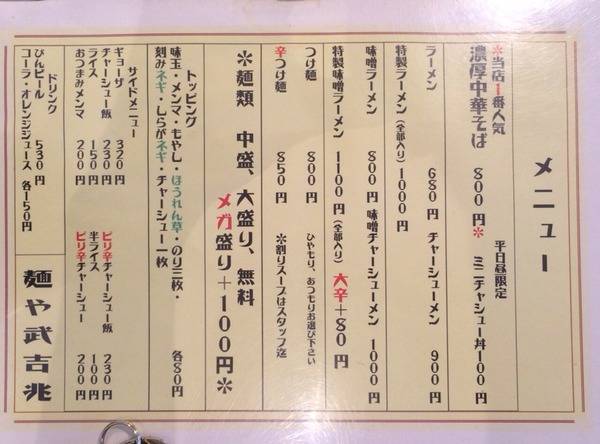 メニュー
*当店1番人気
濃厚中華そば 800円*
平日昼限定
ミニチャシュー丼100円
ラーメン 680円
チャーシューメン 900円
特製ラーメン(全部入り) 1000円
味噌ラーメン 800円
味噌チャーシューメン 1000円
特製味噌ラーメン 1100円(全部入り)
大辛+80円
つけ麺 800円
ひやもり、あつもりお選び下さい
辛つけ麺 850円
*割りスープはスタッフ迄
*麺類 中盛、大盛り、無料
メガ盛り+100円*
トッピング
味玉・メンマ・もやし・ほうれん草・のり三枚・
刻みネギ・しらがネギ・チャーシュー一枚 各80円
サイドメニュー
ギョーザ 320円
チャーシュー飯 230円
ピリ辛チャーシュー飯 230円
ライス 150円
半ライス 100円
おつまみメンマ 200円
ピリ辛チャーシュー 200円
ドリンク
びんビール 530円
コーラ・オレンジジュース 各150円
麺や武吉兆